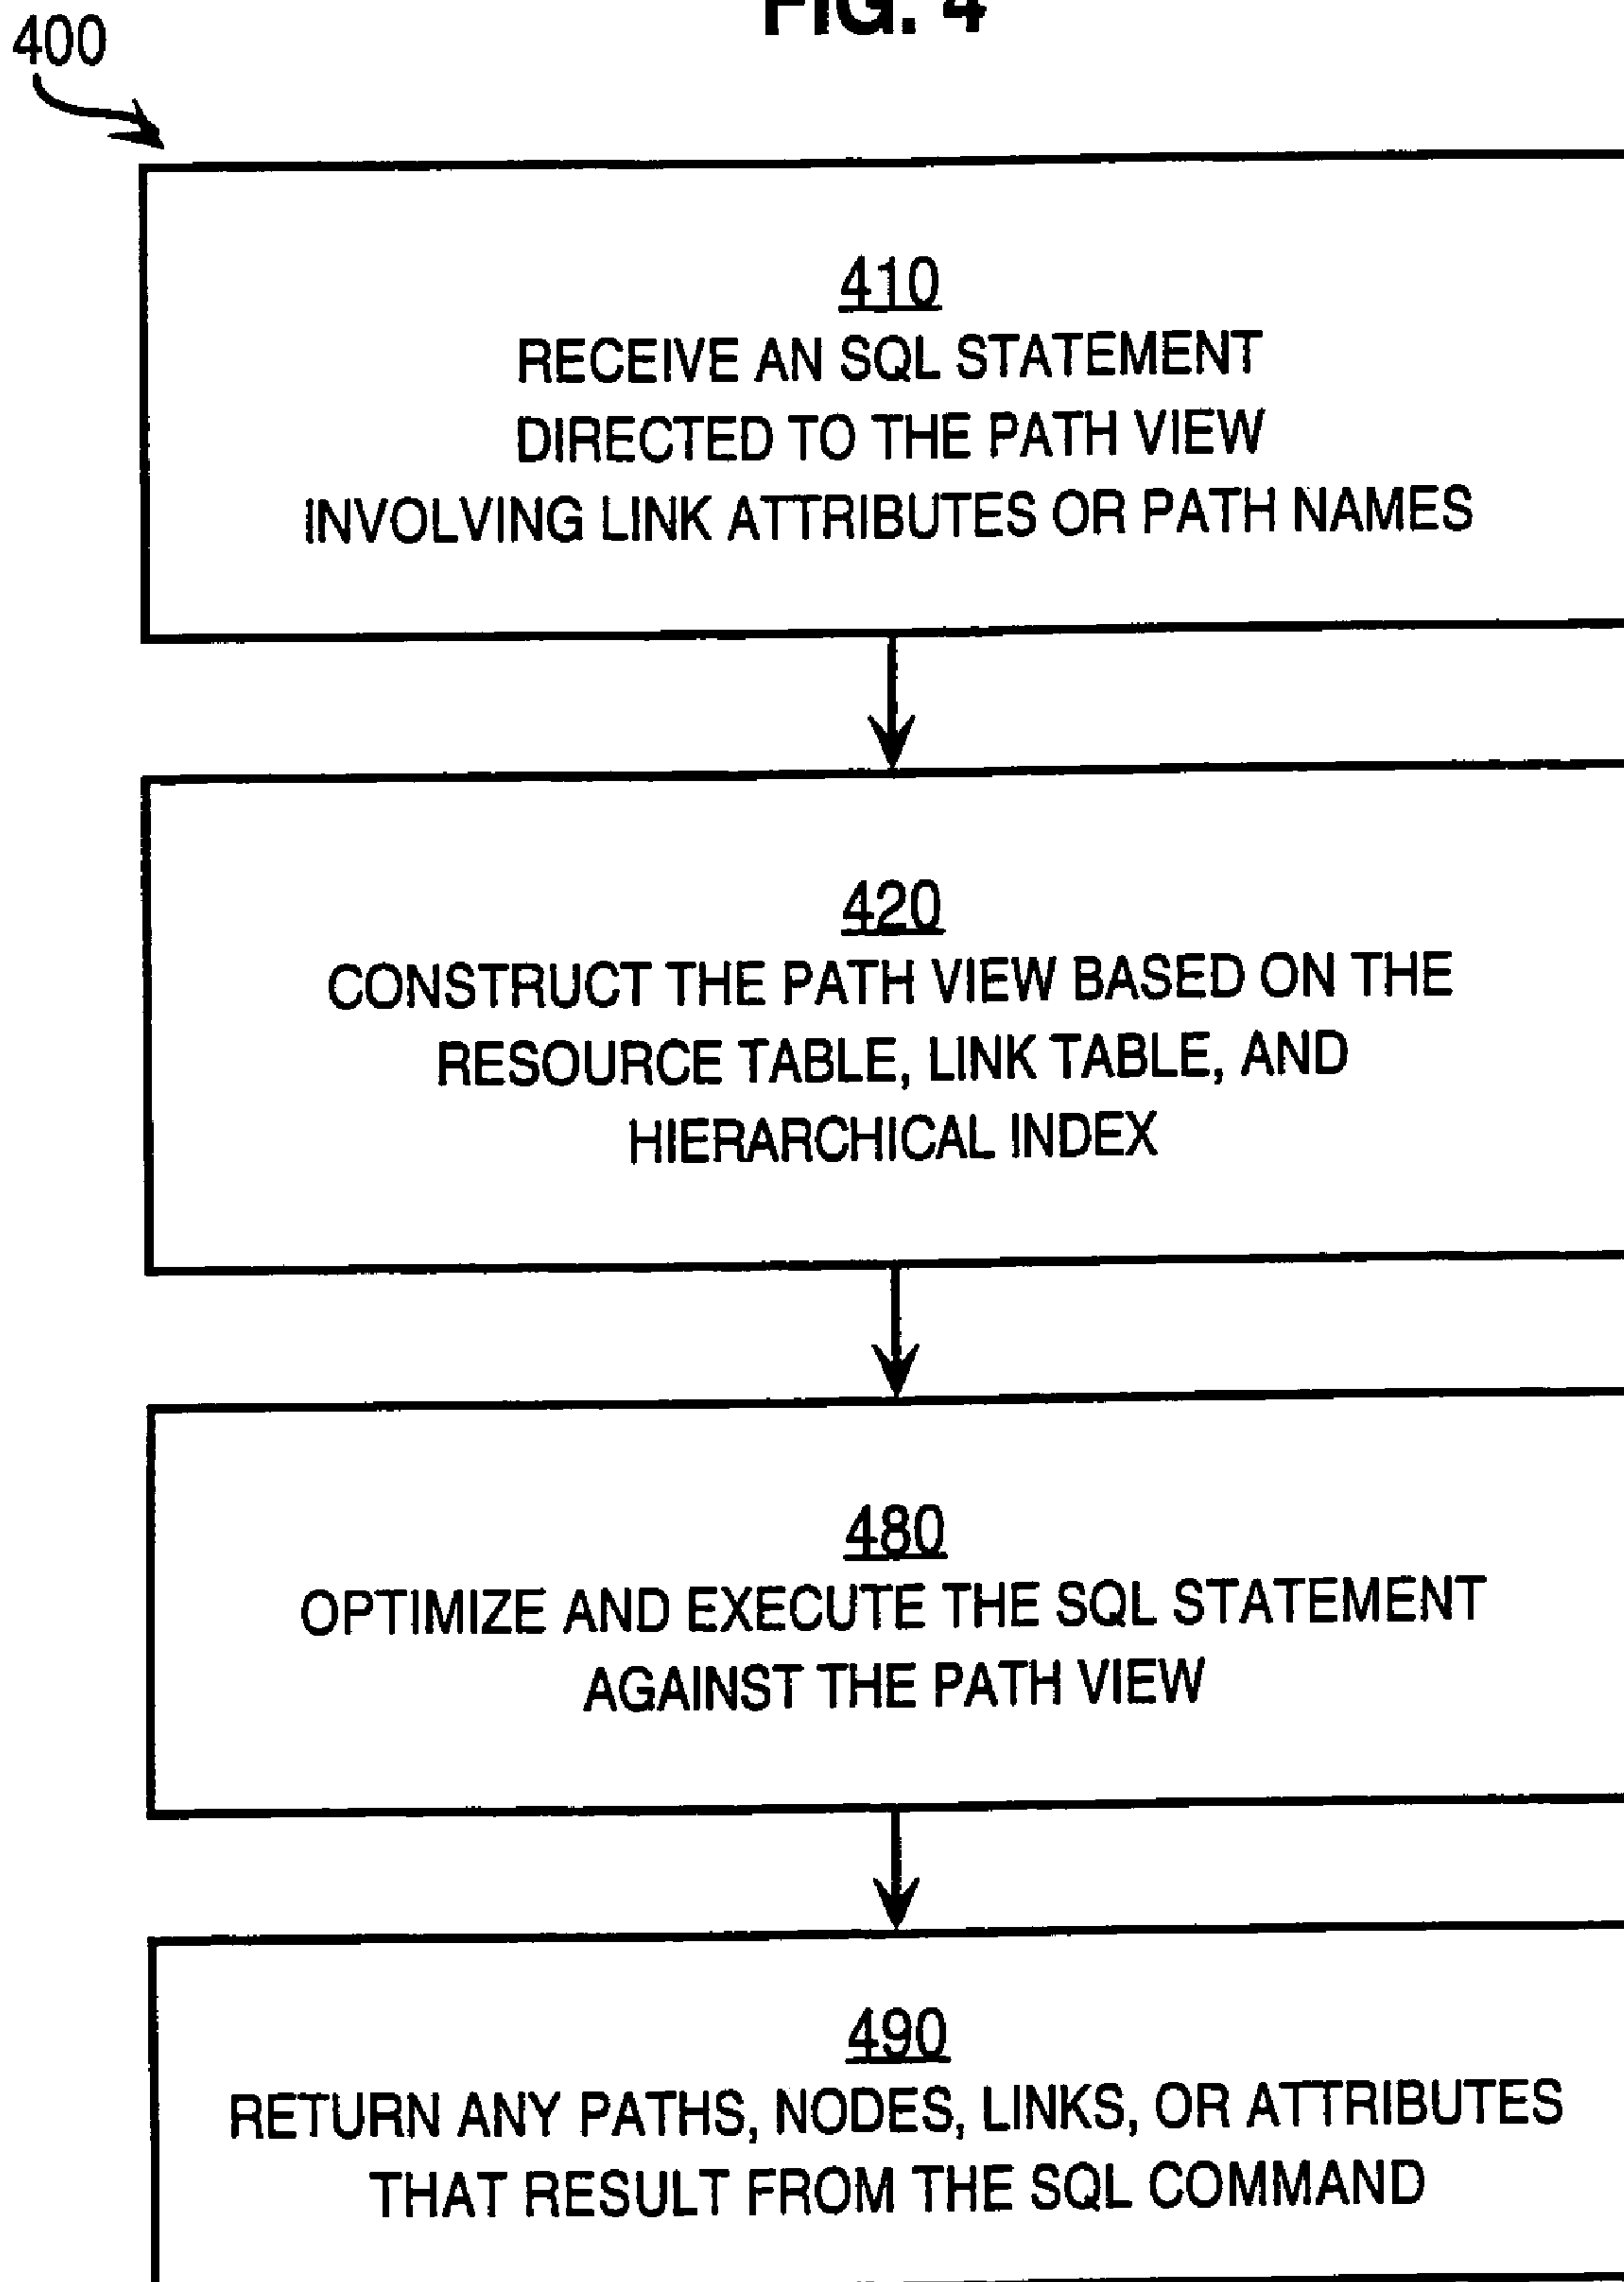 FIG. 4
400
410
RECEIVE AN SQL STATEMENT
DIRECTED TO THE PATH VIEW
INVOLVING LINK ATTRIBUTES OR PATH NAMES
420
CONSTRUCT THE PATH VIEW BASED ON THE
RESOURCE TABLE, LINK TABLE, AND
HIERARCHICAL INDEX
480
OPTIMIZE AND EXECUTE THE SQL STATEMENT
AGAINST THE PATH VIEW
490
RETURN ANY PATHS, NODES, LINKS, OR ATTRIBUTES
THAT RESULT FROM THE SQL COMMAND